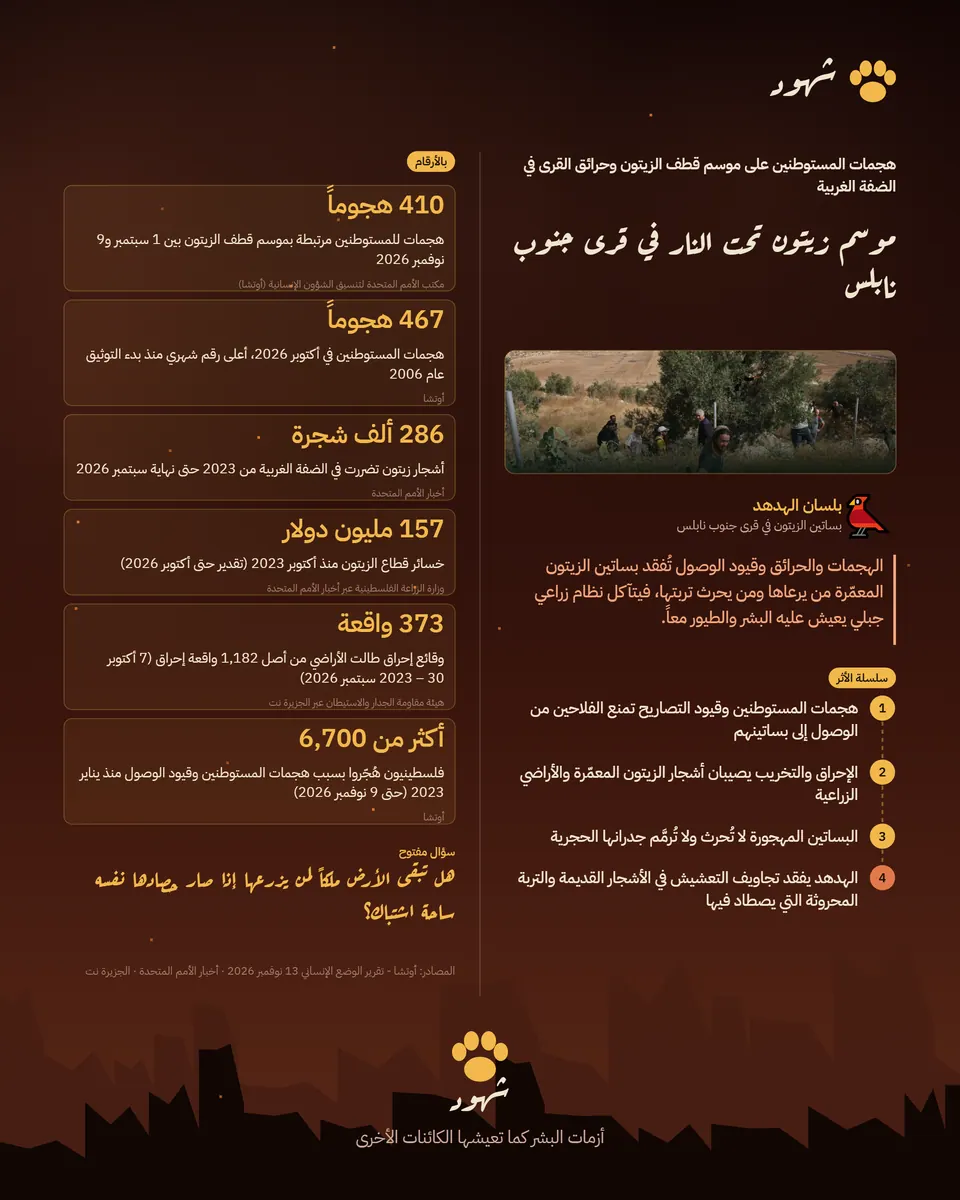 شهود
هجمات المستوطنين على موسم قطف الزيتون وحرائق القرى في
الضفة الغربية
موسم زيتون تحت النار في قرى جنوب
نابلس
بلسان الهدهد
بساتين الزيتون في قرى جنوب نابلس
الهجمات والحرائق وقيود الوصول تُفقد بساتين الزيتون
المعمّرة من يرعاها ومن يحرث تربتها، فيتآكل نظام زراعي
جبلي يعيش عليه البشر والطيور معاً.
سلسلة الأثر
1 هجمات المستوطنين وقيود التصاريح تمنع الفلاحين من
الوصول إلى بساتينهم
2 الإحراق والتخريب يصيبان أشجار الزيتون المعمّرة والأراضي
الزراعية
3 البساتين المهجورة لا تُحرث ولا تُرمَّم جدرانها الحجرية
4 الهدهد يفقد تجاويف التعشيش في الأشجار القديمة والتربة
المحروثة التي يصطاد فيها
بالأرقام
410 هجوماً
هجمات للمستوطنين مرتبطة بموسم قطف الزيتون بين 1 سبتمبر و9
نوفمبر 2026
مكتب الأمم المتحدة لتنسيق الشؤون الإنسانية (أوتشا)
467 هجوماً
هجمات المستوطنين في أكتوبر 2026، أعلى رقم شهري منذ بدء التوثيق
عام 2006
أوتشا
286 ألف شجرة
أشجار زيتون تضررت في الضفة الغربية من 2023 حتى نهاية سبتمبر 2026
أخبار الأمم المتحدة
157 مليون دولار
خسائر قطاع الزيتون منذ أكتوبر 2023 (تقدير حتى أكتوبر 2026)
وزارة الزراعة الفلسطينية عبر أخبار الأمم المتحدة
373 واقعة
وقائع إحراق طالت الأراضي من أصل 1,182 واقعة إحراق (7 أكتوبر
2023 – 30 سبتمبر 2026)
هيئة مقاومة الجدار والاستيطان عبر الجزيرة نت
أكثر من 6,700
فلسطينيون هُجّروا بسبب هجمات المستوطنين وقيود الوصول منذ يناير
2023 (حتى 9 نوفمبر 2026)
أوتشا
سؤال مفتوح
هل تبقى الأرض ملكاً لمن يزرعها إذا صار حصادها نفسه
ساحة اشتباك؟
المصادر: أوتشا - تقرير الوضع الإنساني 13 نوفمبر 2026 · أخبار الأمم المتحدة · الجزيرة نت
شهود
أزمات البشر كما تعيشها الكائنات الأخرى